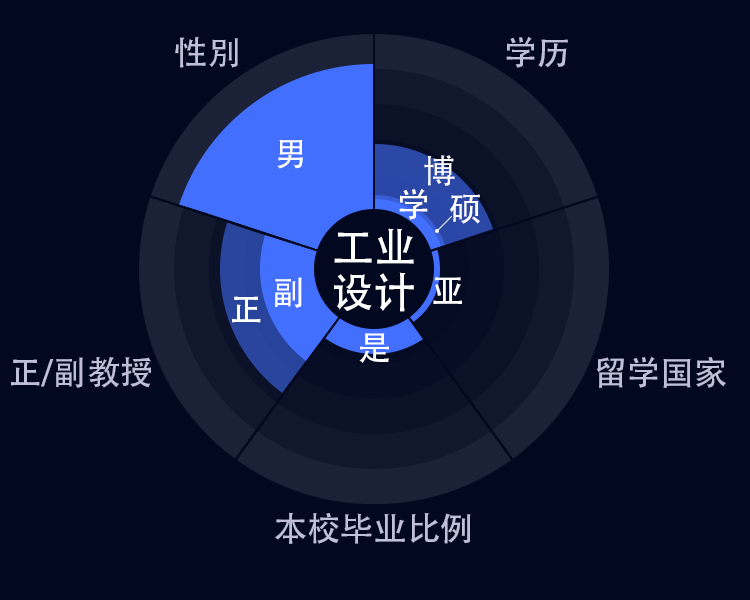 性別
学历
男
博
学
硕
工业
设计
亚
副
正
是
正/副教授
留学国家
本校毕业比例